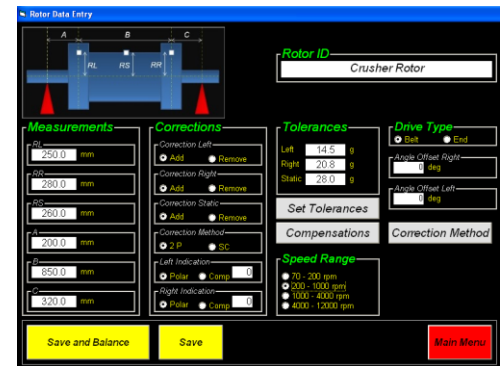 Rotor Data Entry
A B C
RL RS RR
Rotor ID
Crusher Rotor
Measurements
RL
250.0 mm
RR
280.0 mm
RS
260.0 mm
A
200.0 mm
B
850.0 mm
C
320.0 mm
Corrections
Correction Left
Add Remove
Correction Right
Add Remove
Correction Static
Add Remove
Correction Method
2 P SC
Left Indication
Polar Comp 0
Right Indication
Polar Comp 0
Tolerances
Left 14.5 g
Right 20.8 g
Static 28.0 g
Set Tolerances
Compensations
Speed Range
70 - 200 rpm
200 - 1000 rpm
1000 - 4000 rpm
4000 - 12000 rpm
Drive Type
Belt End
Angle Offset Right
0 deg
Angle Offset Left
0 deg
Correction Method
Save and Balance
Save
Main Menu